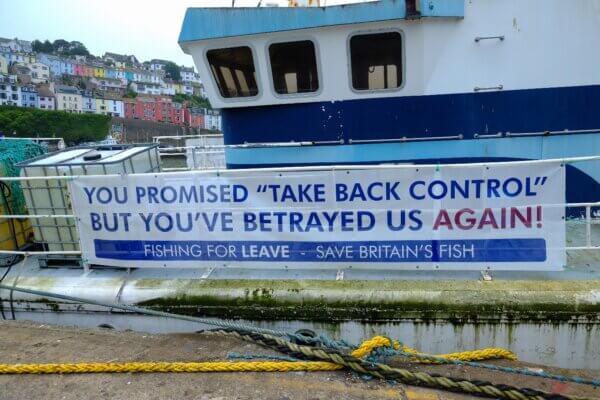 YOU PROMISED “TAKE BACK CONTROL”
BUT YOU’VE BETRAYED US AGAIN!
FISHING FOR LEAVE - SAVE BRITAIN’S FISH